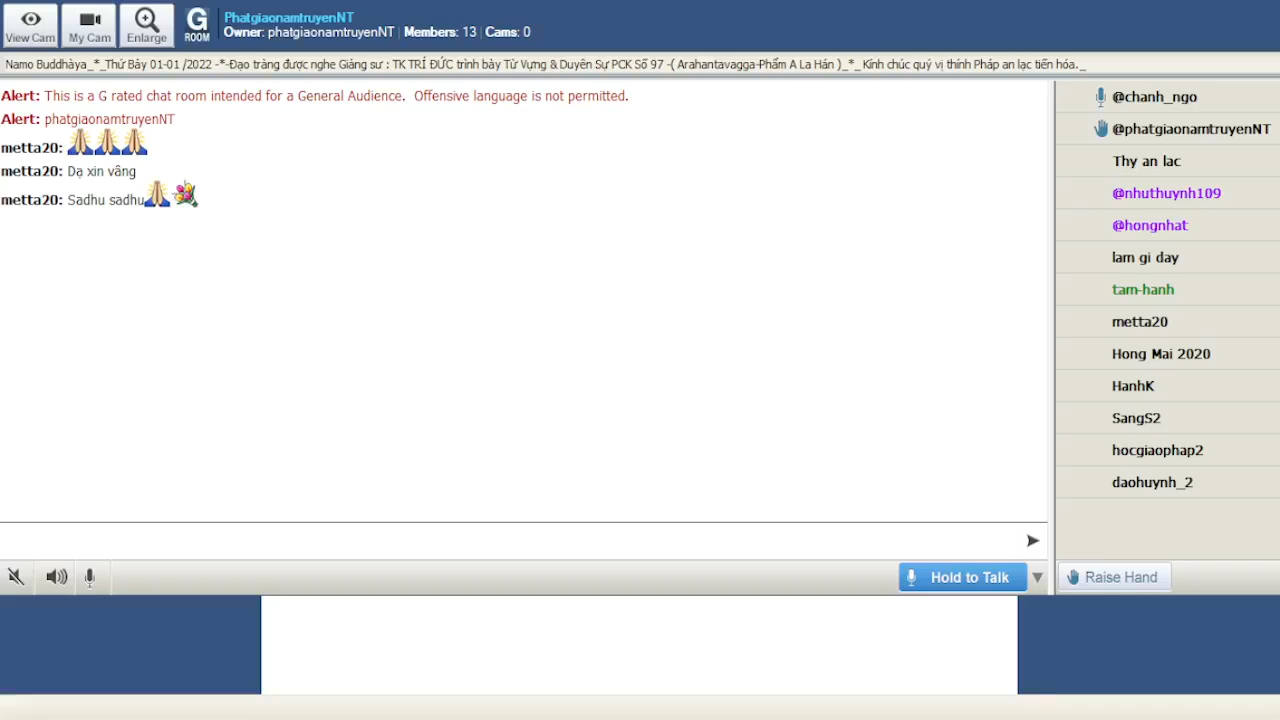 View Cam
My Cam
Enlarge
G
ROOM
PhatgiaonamtruyenNT
Owner: phatgiaonamtruyenNT | Members: 13 | Cams: 0
Namo Buddhàya_*_Thứ Bảy 01-01 /2022 -*-Đạo tràng được nghe Giảng sư : TK TRÍ ĐỨC trình bày Từ Vựng & Duyên Sự PCK Số 97 -( Arahantavagga-Phẩm A La Hán )_*_ Kính chúc quý vị thính Pháp an lạc tiến hóa._
Alert: This is a G rated chat room intended for a General Audience.  Offensive language is not permitted.
Alert: phatgiaonamtruyenNT
metta20:
metta20: Dạ xin vâng
metta20: Sadhu sadhu
Hold to Talk
@chanh_ngo
@phatgiaonamtruyenNT
Thy an lac
@nhuthuynh109
@hongnhat
lam gi day
tam-hanh
metta20
Hong Mai 2020
HanhK
SangS2
hocgiaophap2
daohuynh_2
Raise Hand